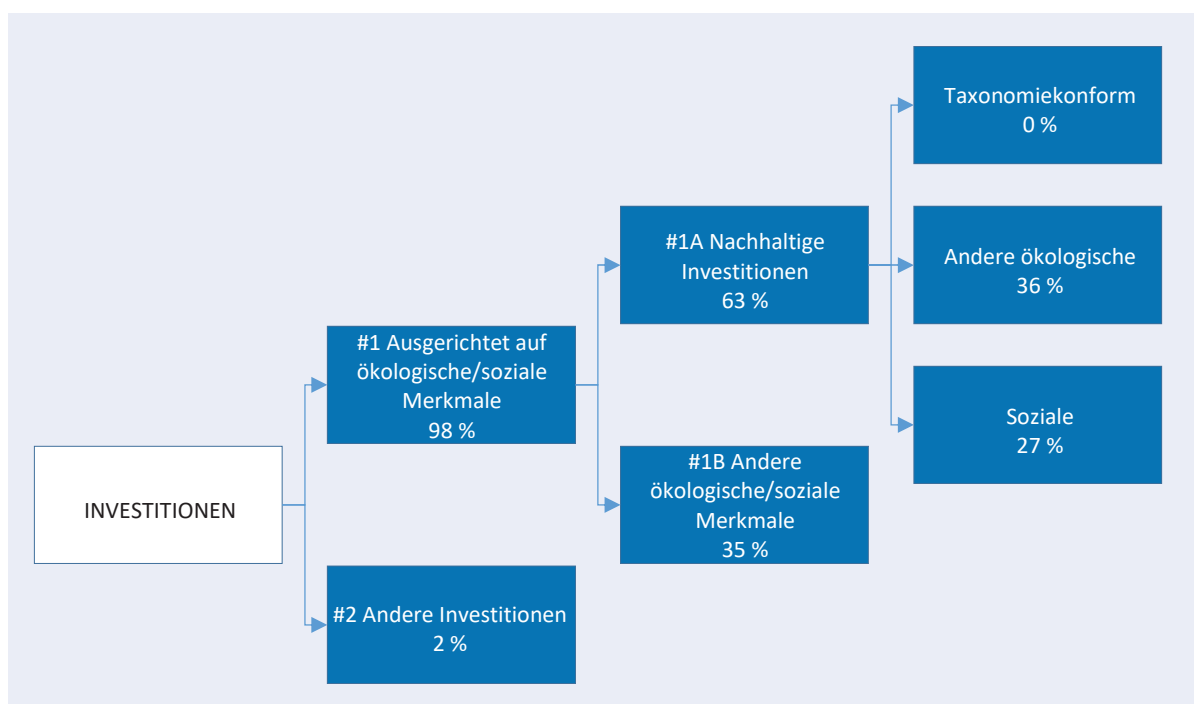 INVESTITIONEN
#1 Ausgerichtet auf
ökologische/soziale
Merkmale
98 %
#2 Andere Investitionen
2 %
#1A Nachhaltige
Investitionen
63 %
#1B Andere
ökologische/soziale
Merkmale
35 %
Taxonomiekonform
0 %
Andere ökologische
36 %
Soziale
27 %